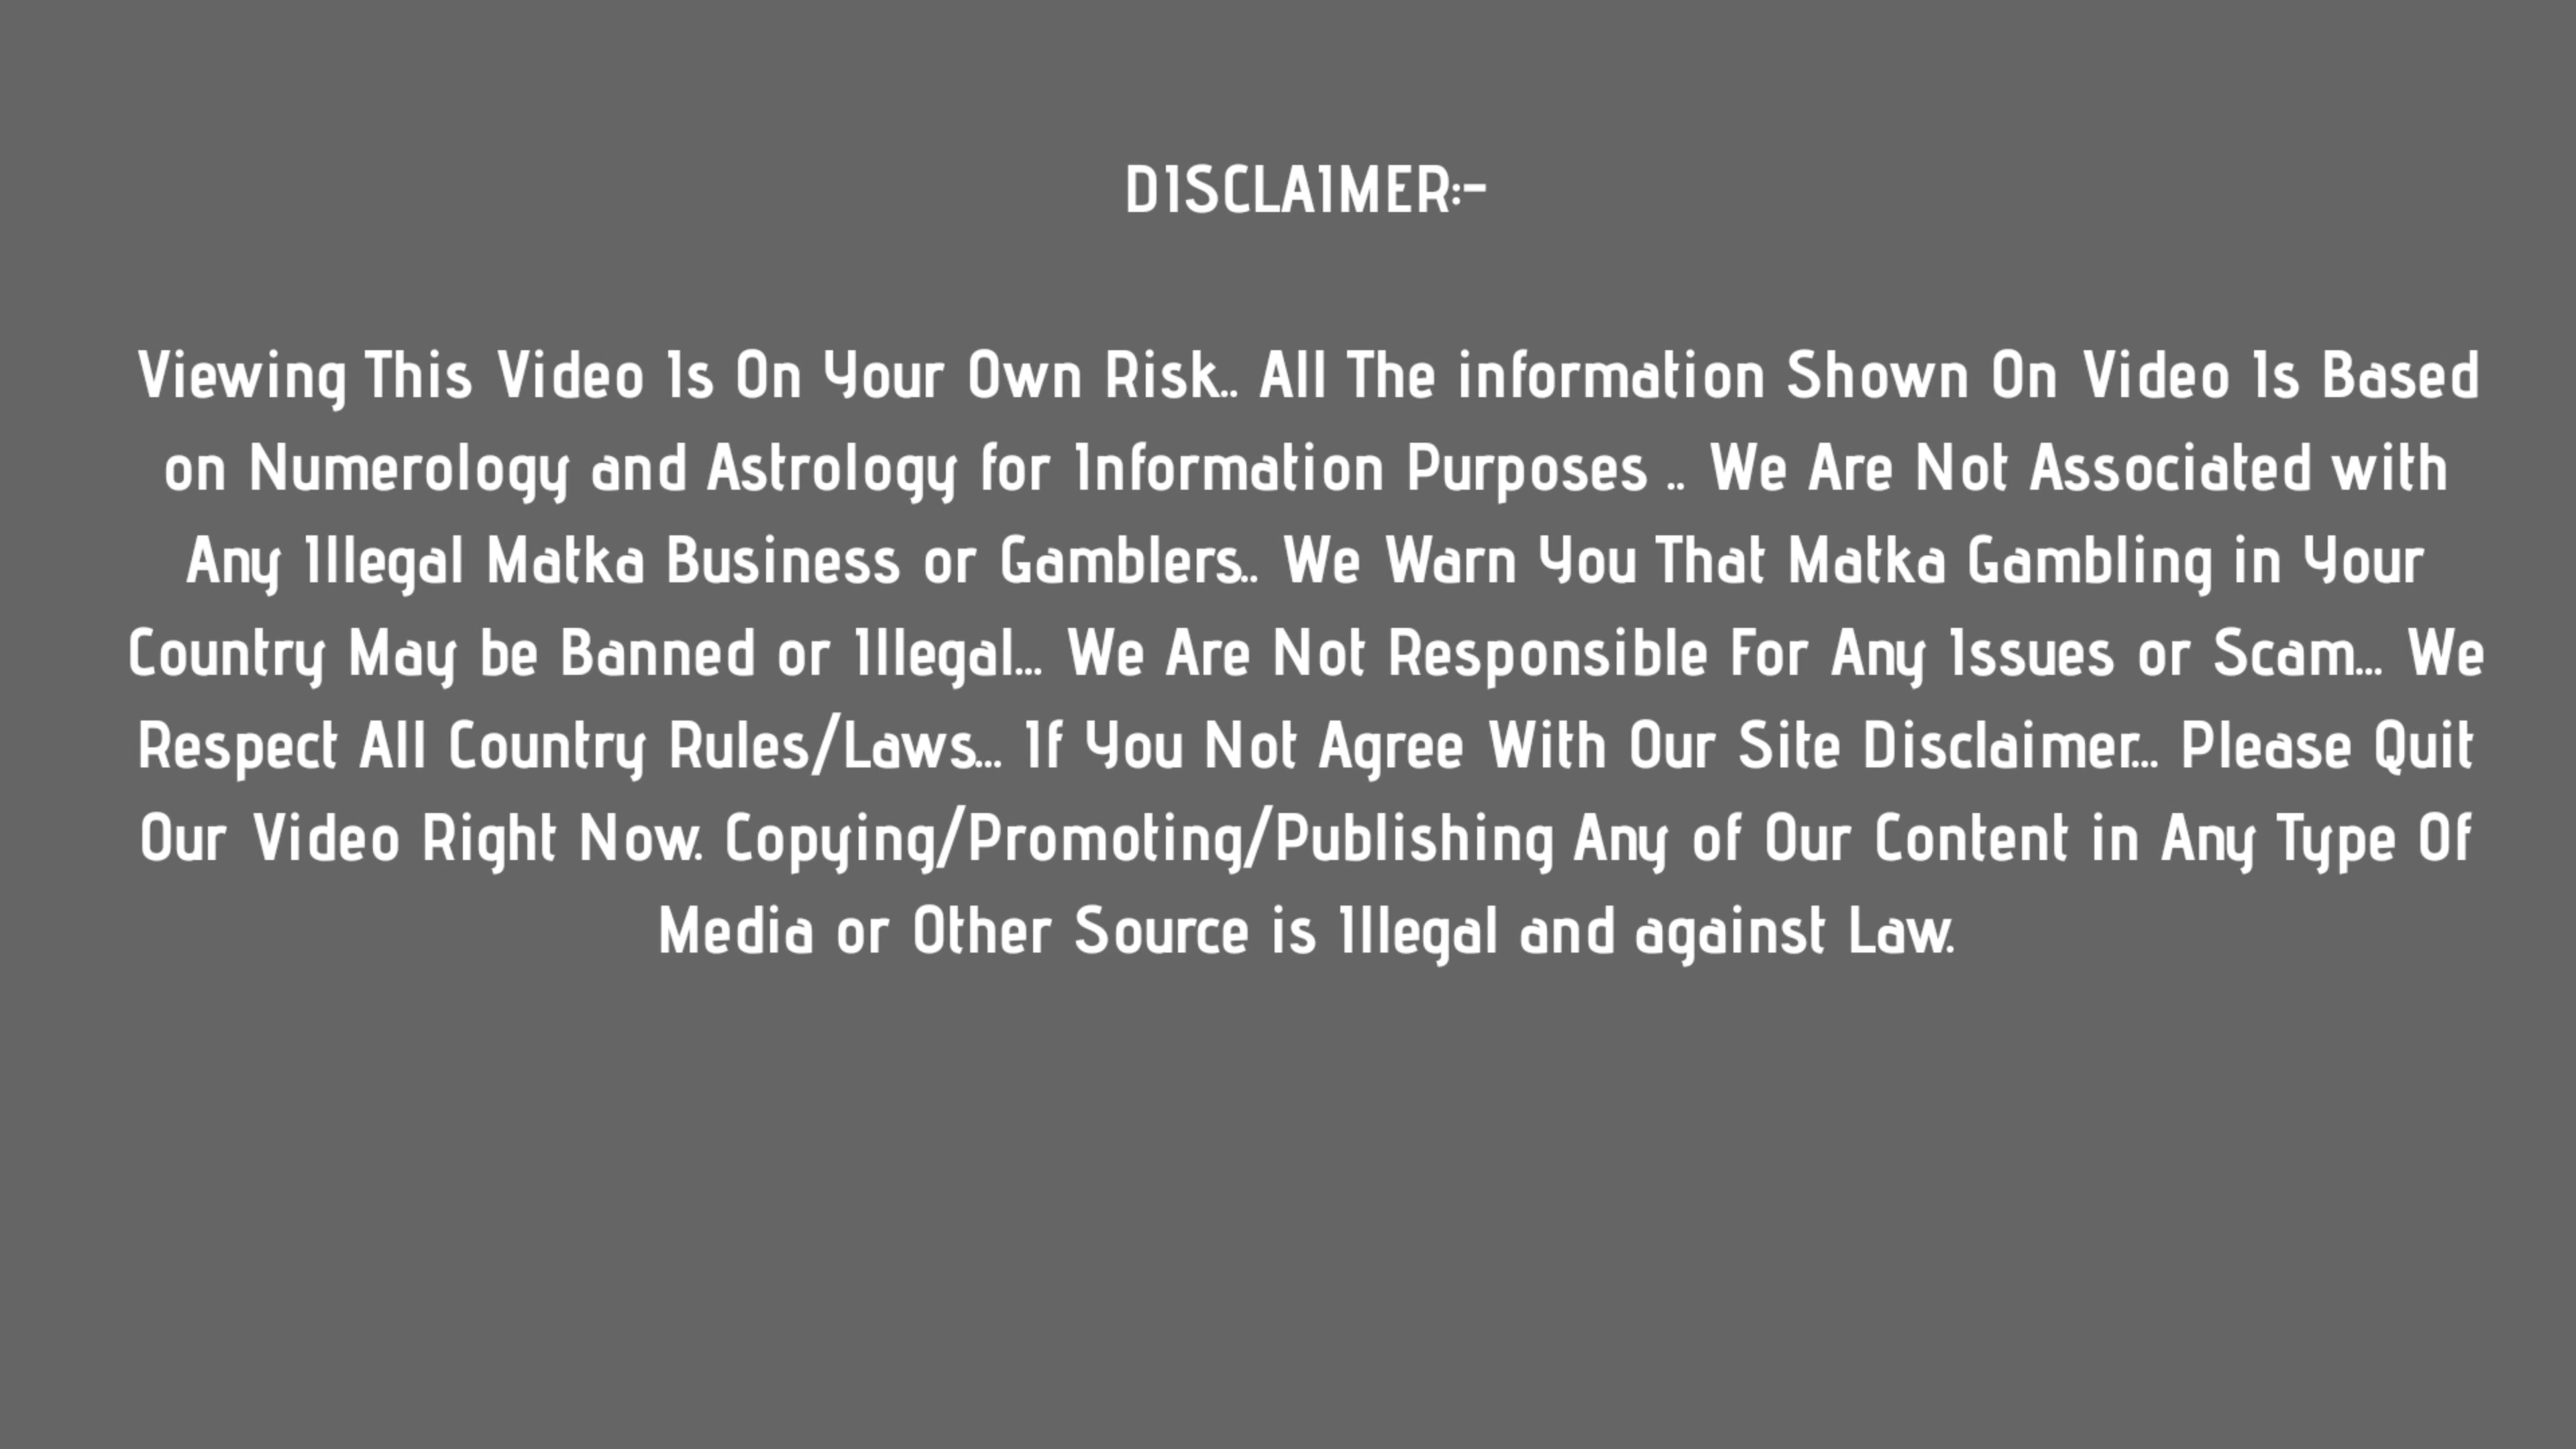 DISCLAIMER:-
Viewing This Video Is On Your Own Risk.. All The information Shown On Video Is Based
on Numerology and Astrology for Information Purposes .. We Are Not Associated with
Any Illegal Matka Business or Gamblers.. We Warn You That Matka Gambling in Your
Country May be Banned or Illegal... We Are Not Responsible For Any Issues or Scam... We
Respect All Country Rules/Laws... If You Not Agree With Our Site Disclaimer... Please Quit
Our Video Right Now. Copying/Promoting/Publishing Any of Our Content in Any Type Of
Media or Other Source is Illegal and against Law.